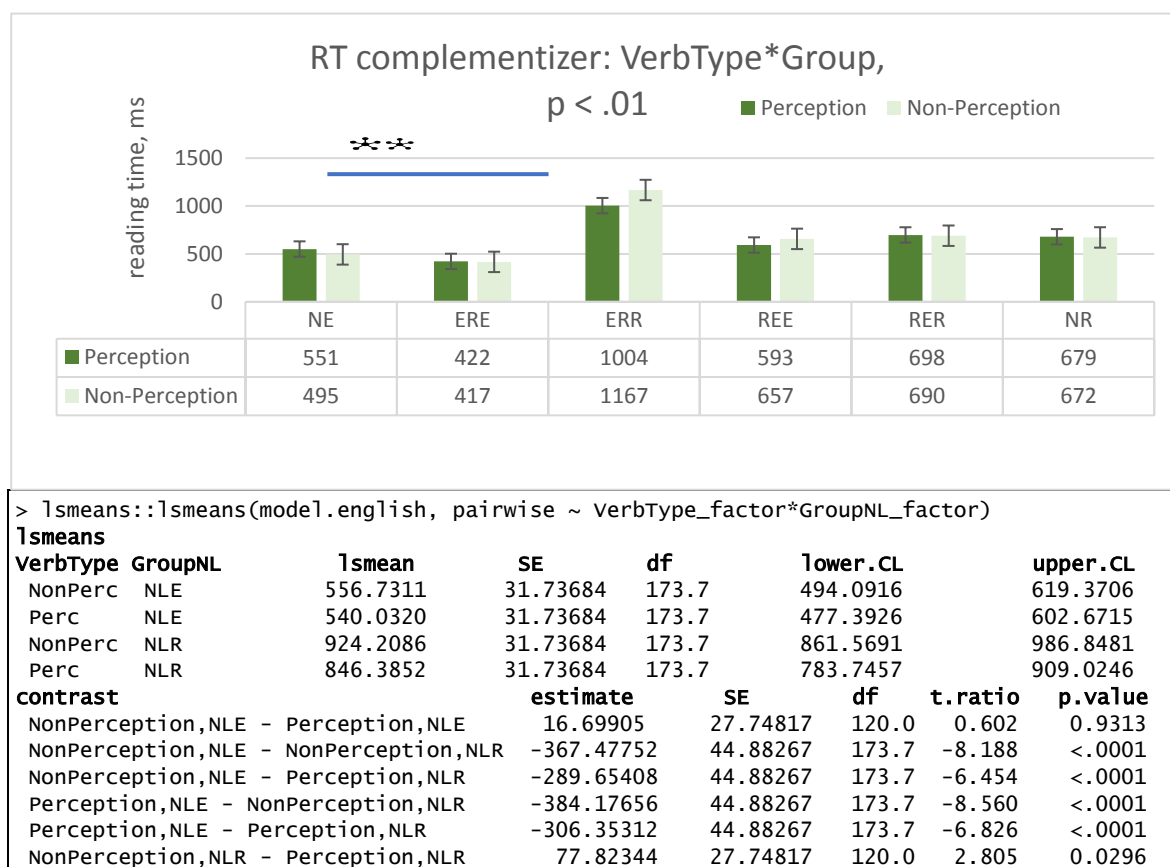 RT complementizer: VerbType*Group,
p < .01
Perception Non-Perception
reading time, ms
**
1500
1000
500
0
NE ERE ERR REE RER NR
Perception 551 422 1004 593 698 679
Non-Perception 495 417 1167 657 690 672
> lsmeans::lsmeans(model.english, pairwise ~ VerbType_factor*GroupNL_factor)
lsmeans
VerbType GroupNL lsmean SE df lower.CL upper.CL
NonPerc NLE 556.7311 31.73684 173.7 494.0916 619.3706
Perc NLE 540.0320 31.73684 173.7 477.3926 602.6715
NonPerc NLR 924.2086 31.73684 173.7 861.5691 986.8481
Perc NLR 846.3852 31.73684 173.7 783.7457 909.0246
contrast estimate SE df t.ratio p.value
NonPerception,NLE - Perception,NLE 16.69905 27.74817 120.0 0.602 0.9313
NonPerception,NLE - NonPerception,NLR -367.47752 44.88267 173.7 -8.188 <.0001
NonPerception,NLE - Perception,NLR -289.65408 44.88267 173.7 -6.454 <.0001
Perception,NLE - NonPerception,NLR -384.17656 44.88267 173.7 -8.560 <.0001
Perception,NLE - Perception,NLR -306.35312 44.88267 173.7 -6.826 <.0001
NonPerception,NLR - Perception,NLR 77.82344 27.74817 120.0 2.805 0.0296